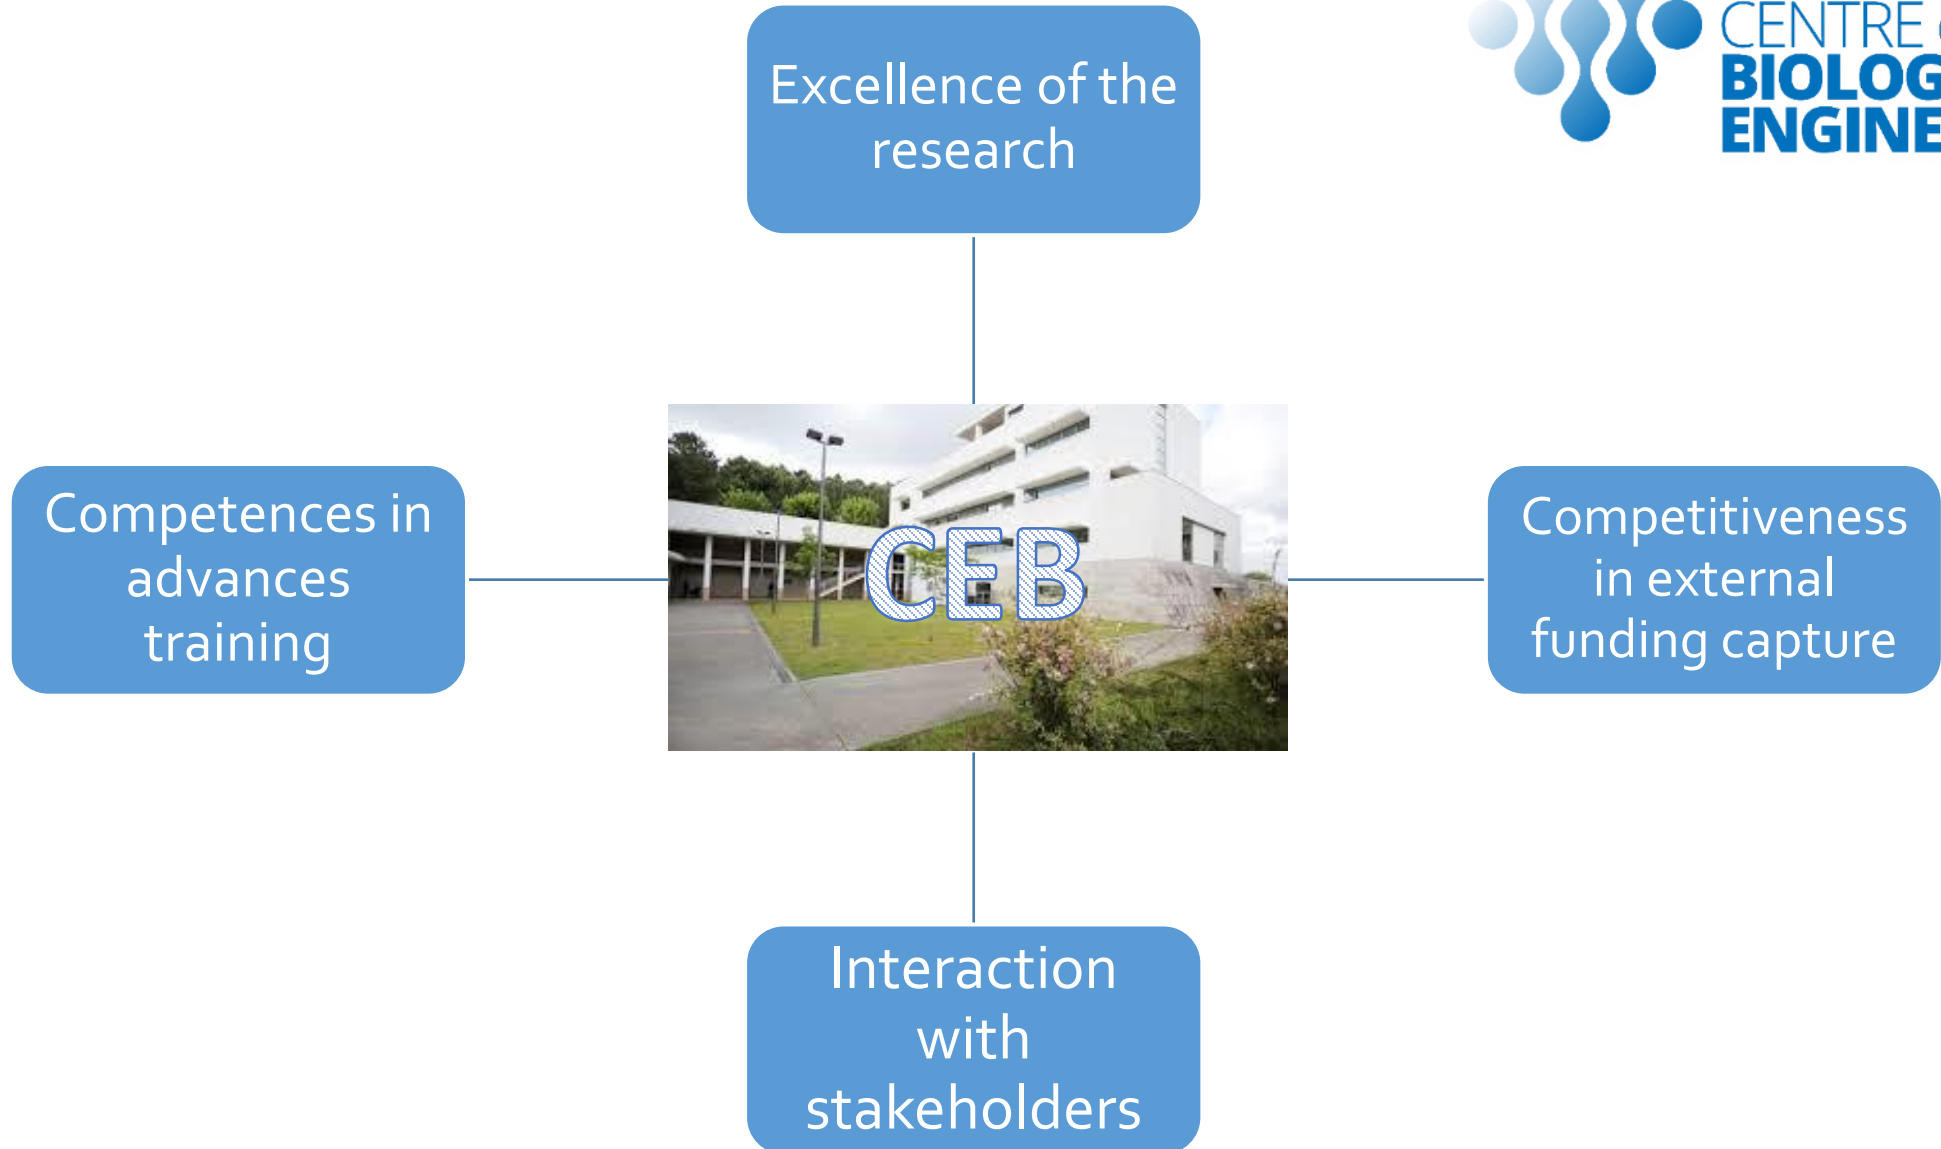 Excellence of the
research
CENTRE
BIOLOG
ENGINE
Competences in
advances
training
CEB
Competitiveness
in external
funding capture
Interaction
with
stakeholders